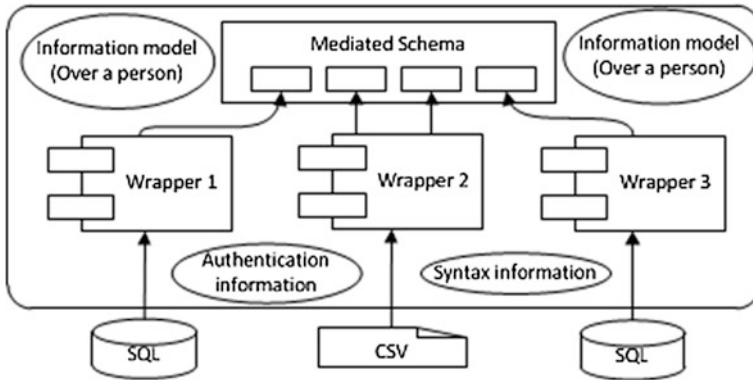 Information model
(Over a person)
Mediated Schema
Information model
(Over a person)
Wrapper 1
Wrapper 2
Wrapper 3
Authentication
information
Syntax information
SQL
CSV
SQL